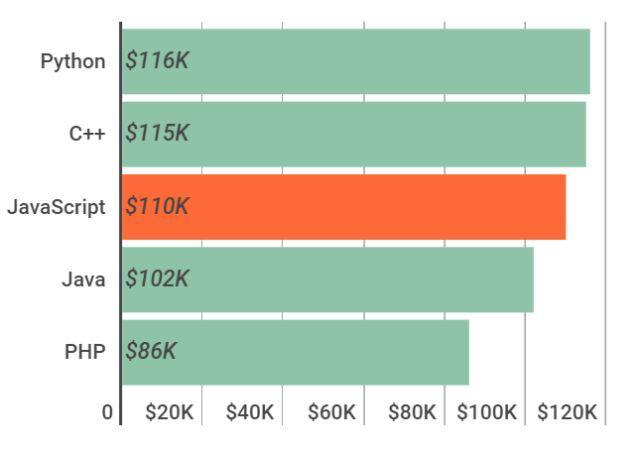 Python $116K
C++ $115K
JavaScript $110K
Java $102K
PHP $86K
0 $20K $40K $60K $80K $100K $120K